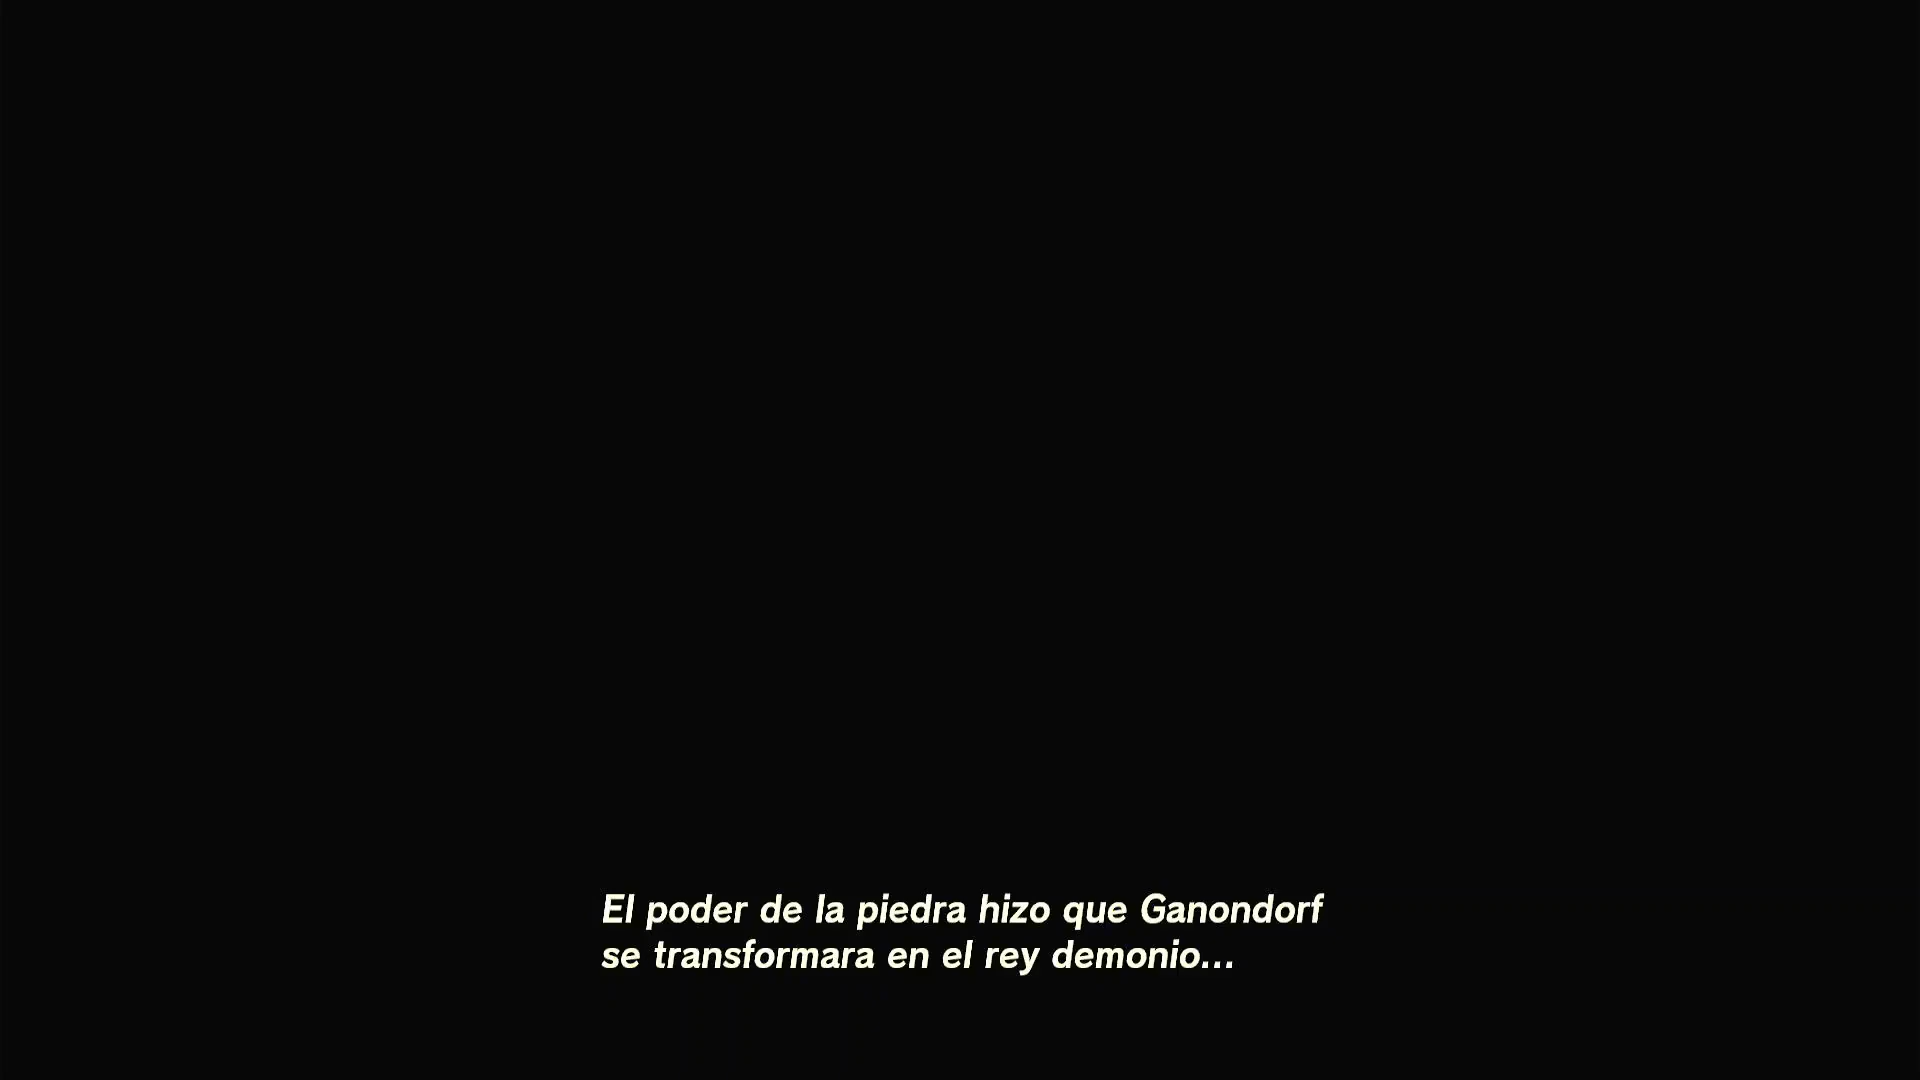 El poder de la piedra hizo que Ganondorf
se transformara en el rey demonio...